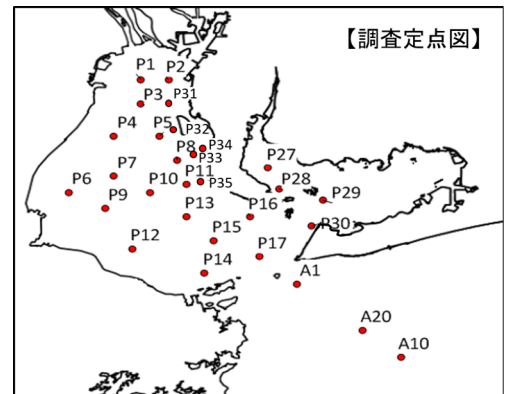 【調査定点図】
P1 P2
P3 P31
P4 P5 P32
P34
P8 P33
P27
P7 P11
P6 P10 P35 P28
P9 P29
P13 P16
P30
P12 P15 P17
P14 A1
A20
A10